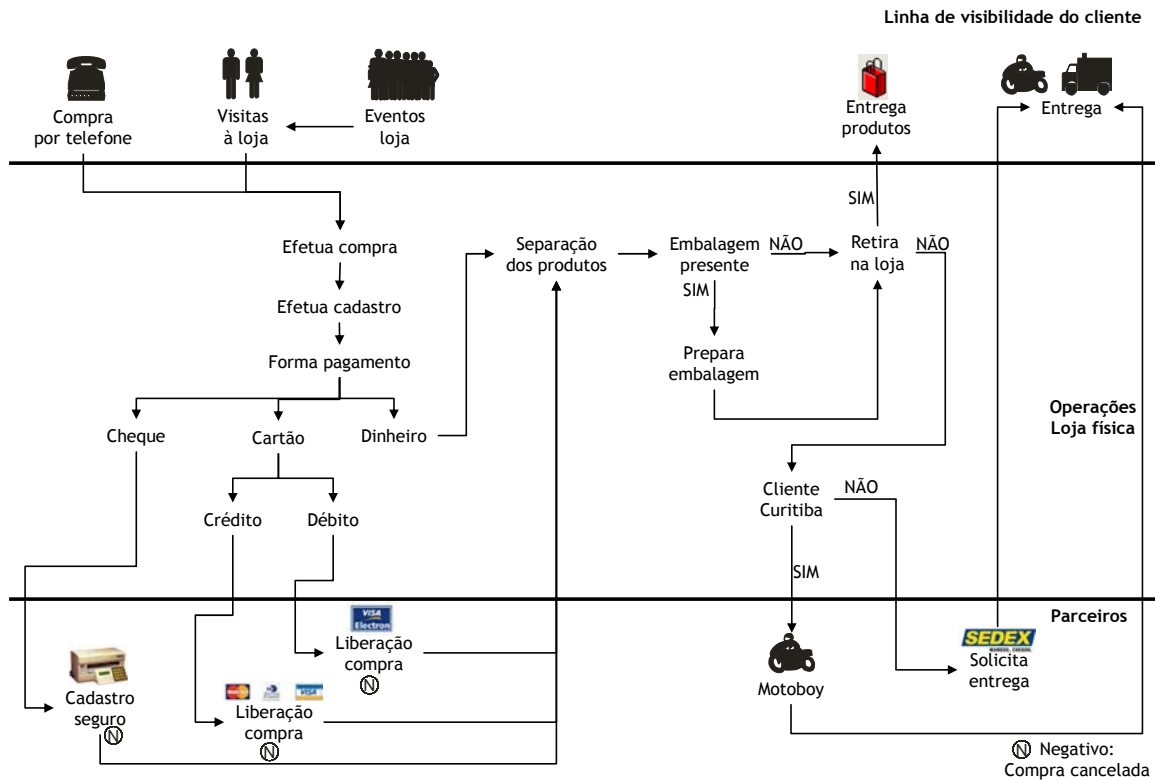 Linha de visibilidade do cliente
Compra
por telefone
Visitas
à loja
Eventos
loja
Entrega
produtos
Entrega
SIM
Efetua compra
Separação
dos produtos
Embalagem
presente
NÃO
Retira
na loja
NÃO
SIM
Efetua cadastro
Forma pagamento
Prepara
embalagem
Operações
Loja física
Cheque
Cartão
Dinheiro
Cliente
Curitiba
NÃO
Crédito
Débito
SIM
Parceiros
VISA
Electron
Liberação
compra
N
SEDEX
Solicita
entrega
Motoboy
Cadastro
seguro
N
MasterCard
VISA
Liberação
compra
N
N Negativo:
Compra cancelada